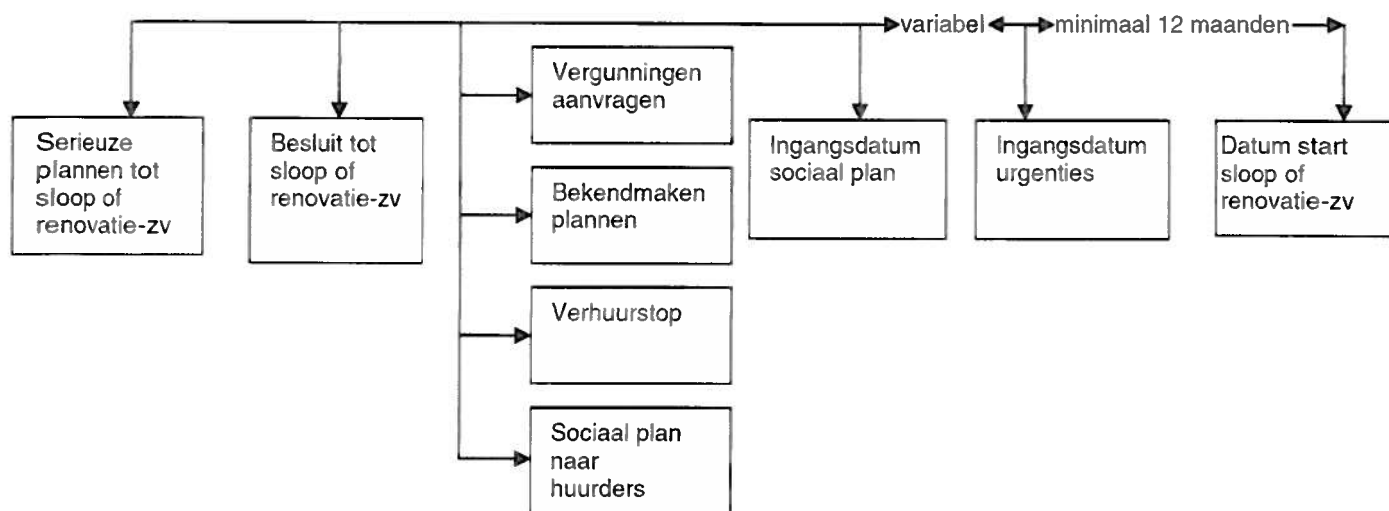 variabel
minimaal 12 maanden
Serieuze
plannen tot
sloop of
renovatie-zv
Besluit tot
sloop of
renovatie-zv
Vergunningen
aanvragen
Bekendmaken
plannen
Verhuurstop
Sociaal plan
naar
huurders
Ingangsdatum
sociaal plan
Ingangsdatum
urgenties
Datum start
sloop of
renovatie-zv